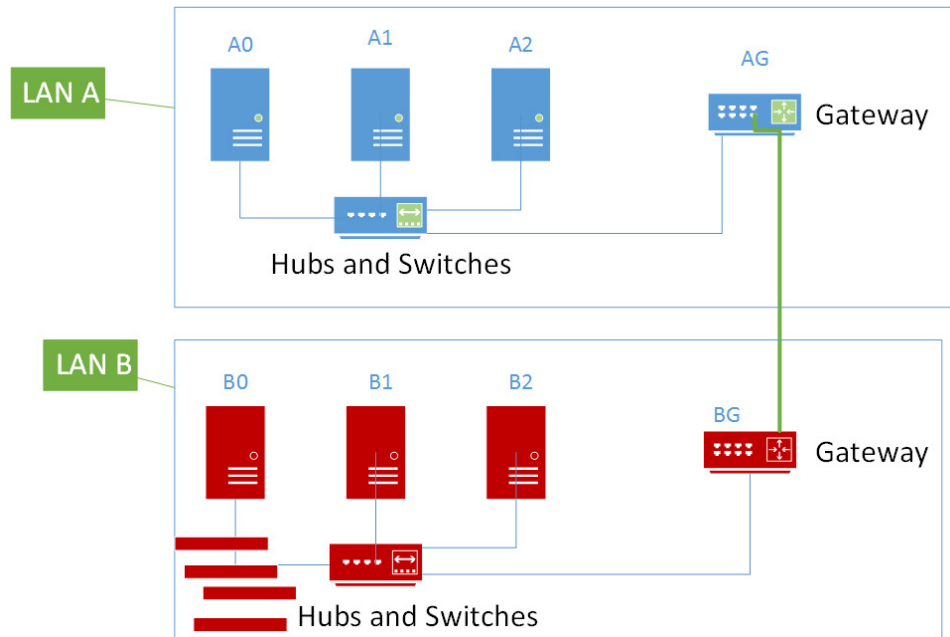 A0
A1
A2
AG
LAN A
Gateway
Hubs and Switches
LAN B
B0
B1
B2
BG
Gateway
Hubs and Switches